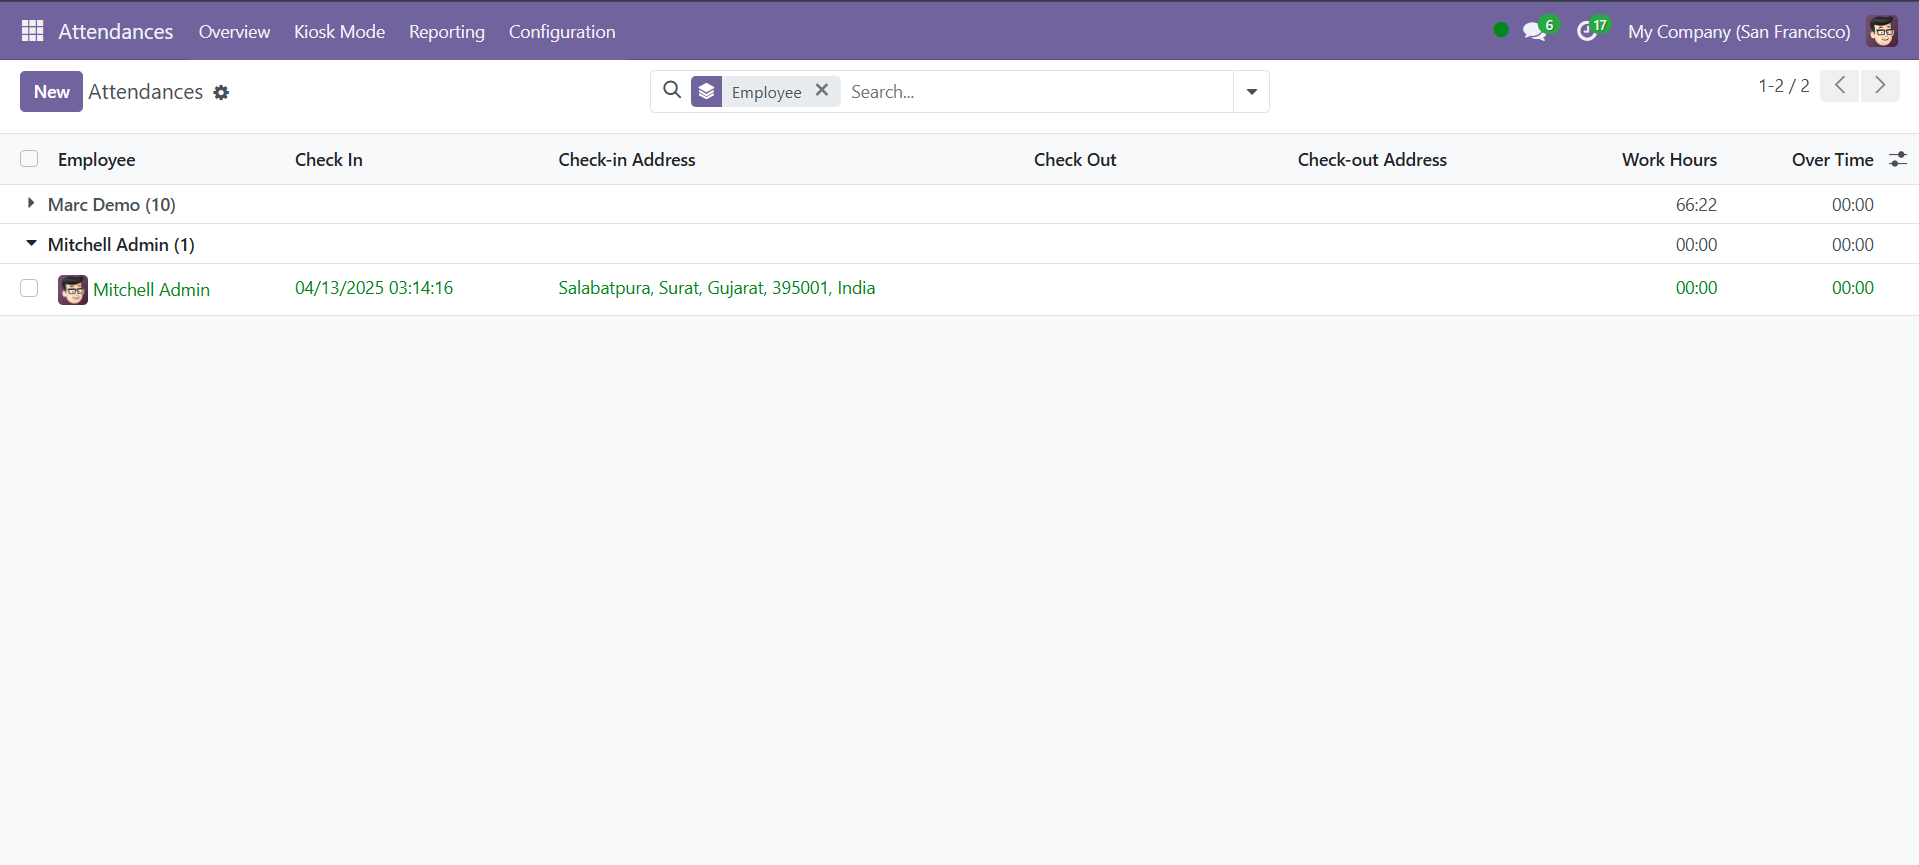 Attendances Overview Kiosk Mode Reporting Configuration 6 17 My Company (San Francisco)
New Attendances Employee Search... 1-2 / 2
Employee Check In Check-in Address Check Out Check-out Address Work Hours Over Time
Marc Demo (10) 66:22 00:00
Mitchell Admin (1) 00:00 00:00
Mitchell Admin 04/13/2025 03:14:16 Salabatpura, Surat, Gujarat, 395001, India 00:00 00:00